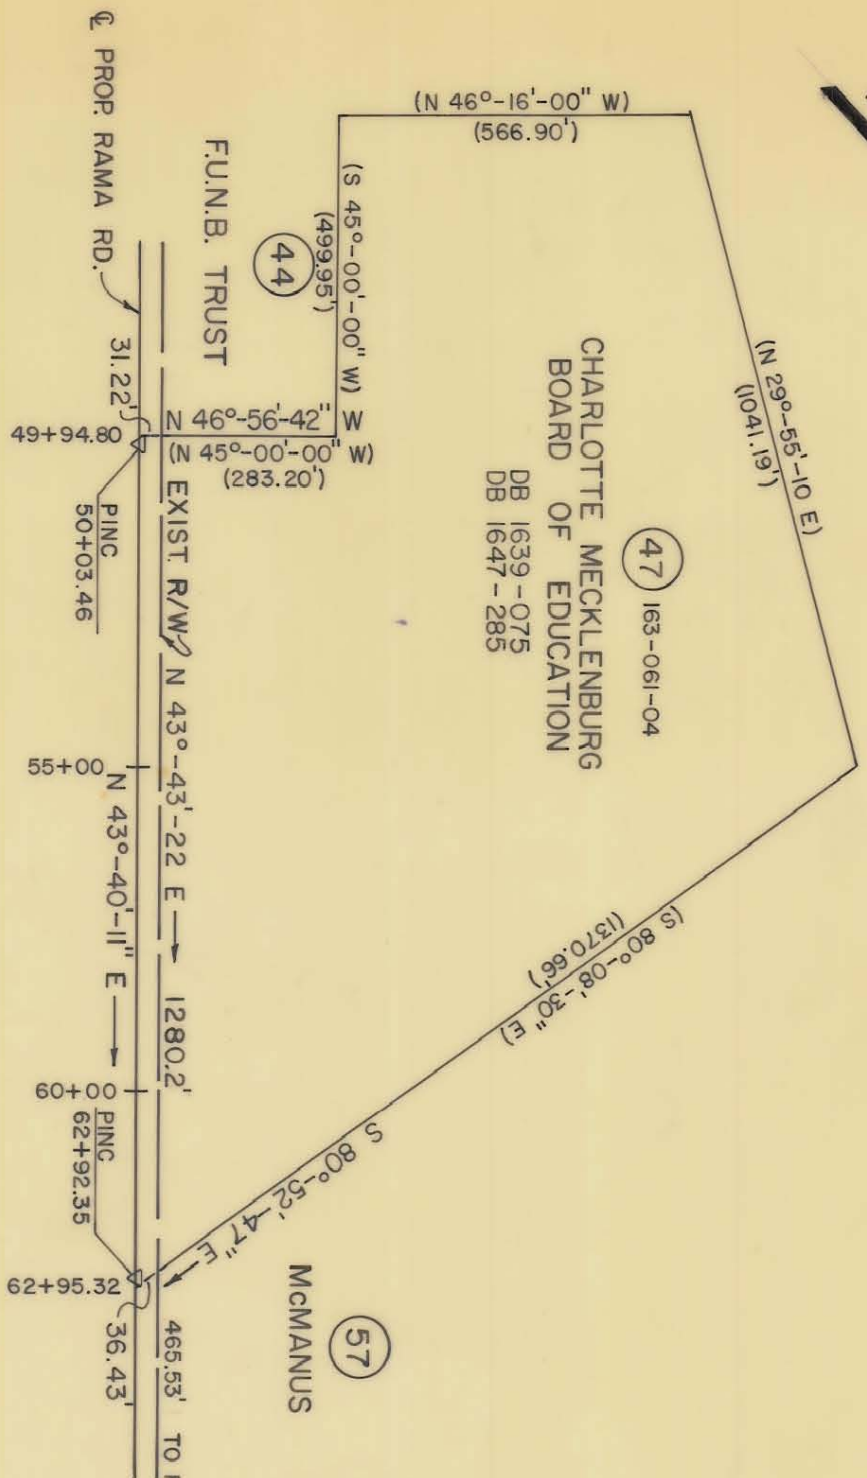 (N 46°-16'-00" W)
(566.90')
(N 29°-55'-10 E)
(1041.19')
(S 45°-00'-00" W)
(499.95')
44
F.U.N.B. TRUST
℄ PROP. RAMA RD.
47 163-061-04
CHARLOTTE MECKLENBURG
BOARD OF EDUCATION
DB 1639-075
DB 1647-285
N 46°-56'-42" W
(N 45°-00'-00" W)
(283.20')
31.22'
49+94.80
PINC
50+03.46
EXIST. R/W
N 43°-43'-22 E
1280.2'
55+00
N 43°-40'-11" E
60+00
(S 80°-08'-30" E)
(1370.66')
S 80°-52'-47" E
PINC
62+92.35
62+95.32
36.43'
57
McMANUS
465.53' TO